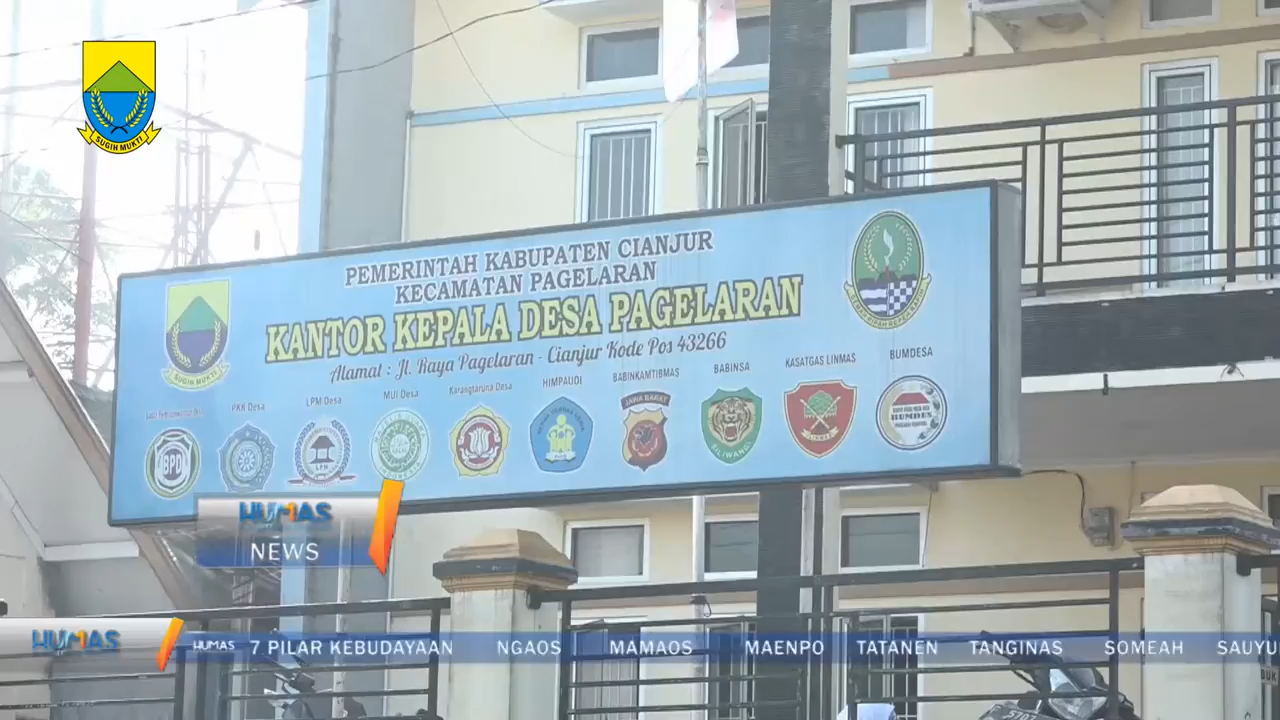 SUGIH MUKTI
PEMERINTAH KABUPATEN CIANJUR
KECAMATAN PAGELARAN
KANTOR KEPALA DESA PAGELARAN
Alamat : Jl. Raya Pagelaran - Cianjur Kode Pos 43266
SUGIH MUKTI
PKK Desa
LPM Desa
MUI Desa
Karangtaruna Desa
HIMPAUDI
BABINKAMTIBMAS
BABINSA
KASATGAS LINMAS
BUMDESA
BPD
LPM
JAWA BARAT
SILIWANGI
LINMAS
BUMDES
HUMAS
NEWS
HUMAS
HUMAS 7 PILAR KEBUDAYAAN NGAOS MAMAOS MAENPO TATANEN TANGINAS SOMEAH SAUYU